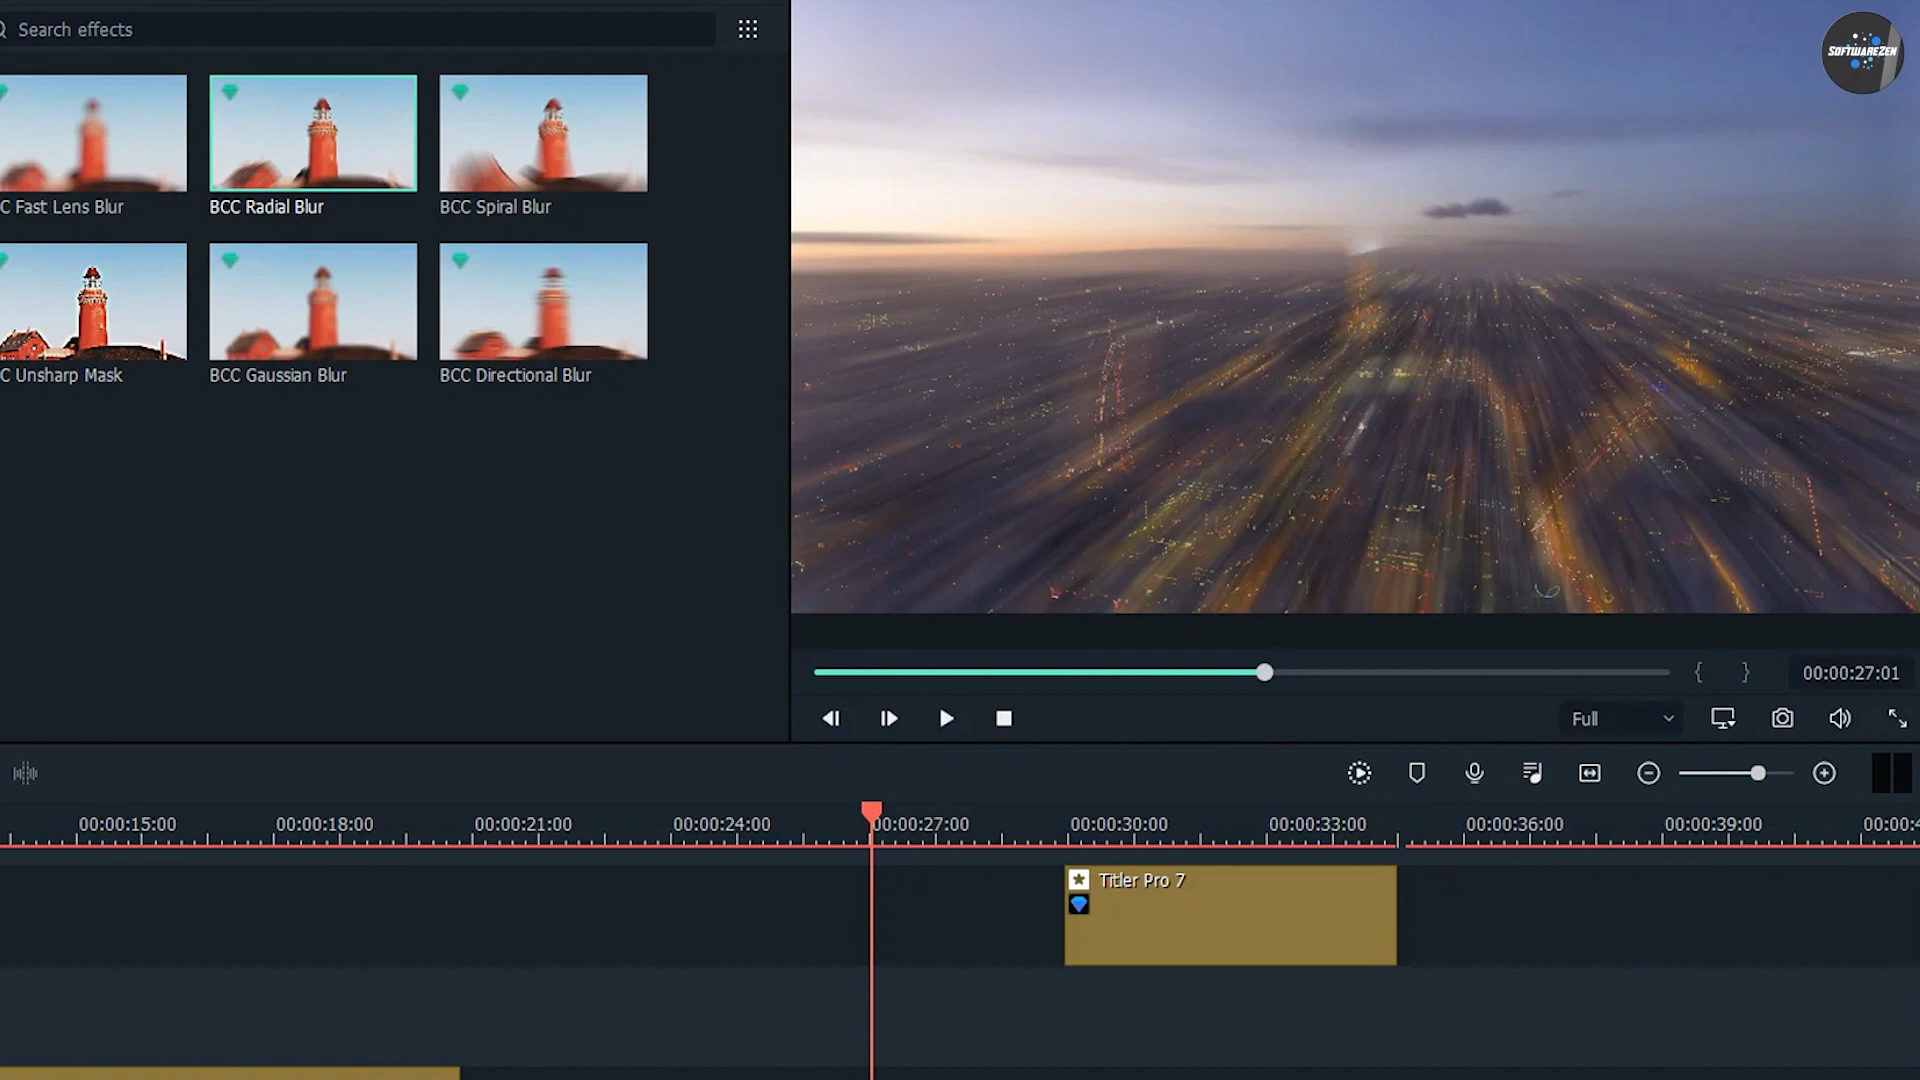 Search effects
SOFTWAREZEN
C Fast Lens Blur
BCC Radial Blur
BCC Spiral Blur
C Unsharp Mask
BCC Gaussian Blur
BCC Directional Blur
{ } 00:00:27:01
Full
00:00:15:00 00:00:18:00 00:00:21:00 00:00:24:00 00:00:27:00 00:00:30:00 00:00:33:00 00:00:36:00 00:00:39:00 00:00:4
Titler Pro 7